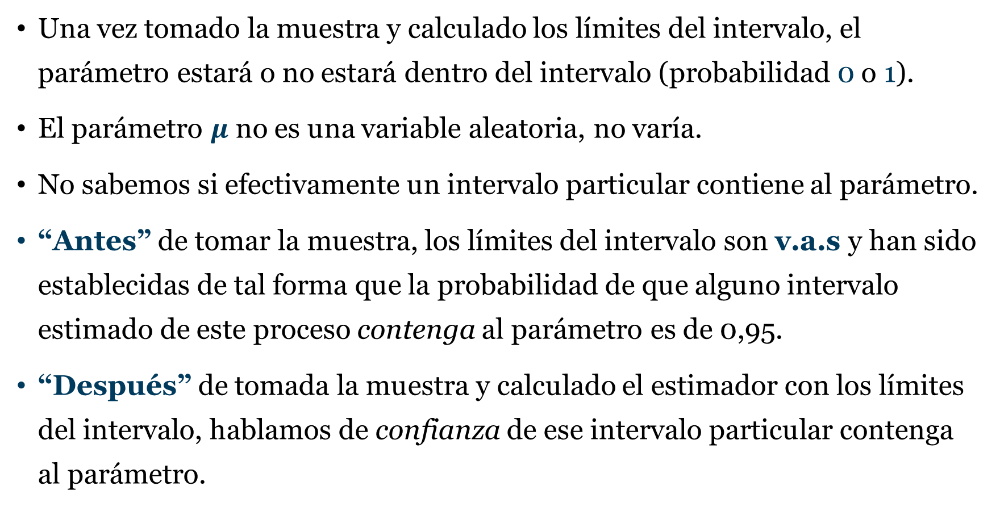 • Una vez tomado la muestra y calculado los límites del intervalo, el
parámetro estará o no estará dentro del intervalo (probabilidad 0 o 1).
• El parámetro μ no es una variable aleatoria, no varía.
• No sabemos si efectivamente un intervalo particular contiene al parámetro.
• “Antes” de tomar la muestra, los límites del intervalo son v.a.s y han sido
establecidas de tal forma que la probabilidad de que alguno intervalo
estimado de este proceso contenga al parámetro es de 0,95.
• “Después” de tomada la muestra y calculado el estimador con los límites
del intervalo, hablamos de confianza de ese intervalo particular contenga
al parámetro.